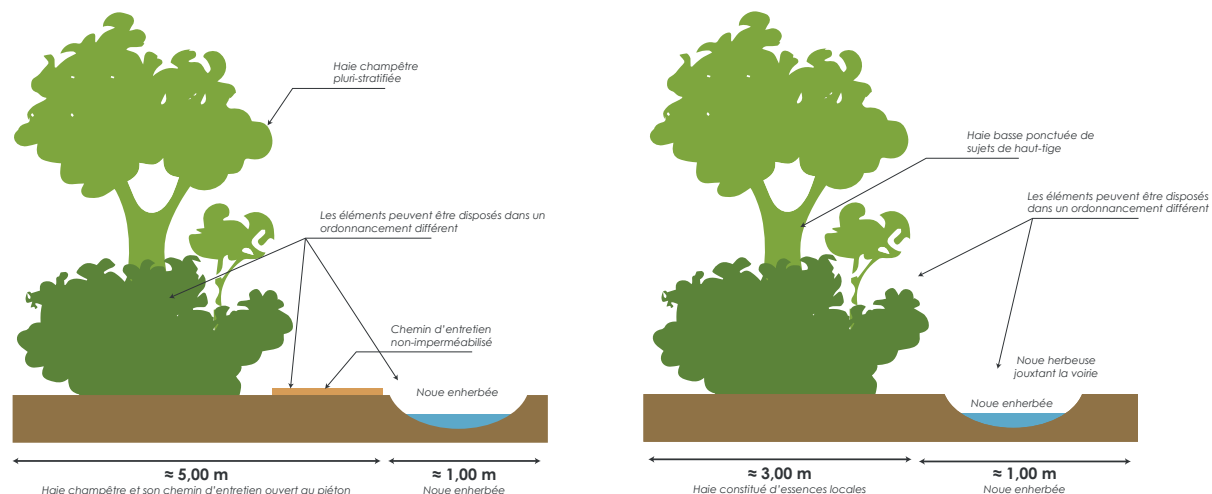 Haie champêtre
pluri-stratifiée
Les éléments peuvent être disposés dans un
ordonnancement différent
Chemin d'entretien
non-imperméabilisé
Noue enherbée
≈ 5,00 m
Haie champêtre et son chemin d'entretien ouvert au piéton
≈ 1,00 m
Noue enherbée
Haie basse ponctuée de
sujets de haut-tige
Les éléments peuvent être disposés
dans un ordonnancement différent
Noue herbeuse
jouxtant la voirie
Noue enherbée
≈ 3,00 m
Haie constitué d'essences locales
≈ 1,00 m
Noue enherbée